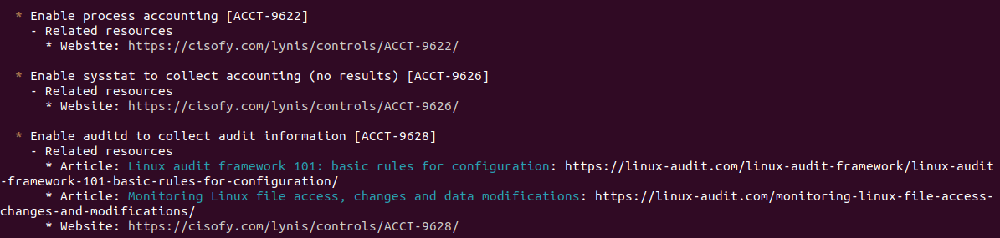 * Enable process accounting [ACCT-9622]
- Related resources
* Website: https://cisofy.com/lynis/controls/ACCT-9622/
* Enable sysstat to collect accounting (no results) [ACCT-9626]
- Related resources
* Website: https://cisofy.com/lynis/controls/ACCT-9626/
* Enable auditd to collect audit information [ACCT-9628]
- Related resources
* Article: Linux audit framework 101: basic rules for configuration: https://linux-audit.com/linux-audit-framework/linux-audit
-framework-101-basic-rules-for-configuration/
* Article: Monitoring Linux file access, changes and data modifications: https://linux-audit.com/monitoring-linux-file-access-
changes-and-modifications/
* Website: https://cisofy.com/lynis/controls/ACCT-9628/